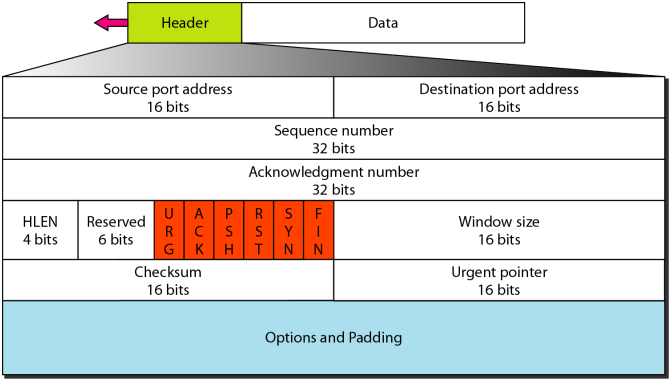 Header
Data
Source port address
16 bits
Destination port address
16 bits
Sequence number
32 bits
Acknowledgment number
32 bits
HLEN
4 bits
Reserved
6 bits
URG
ACK
PSH
RST
SYN
FIN
Window size
16 bits
Checksum
16 bits
Urgent pointer
16 bits
Options and Padding